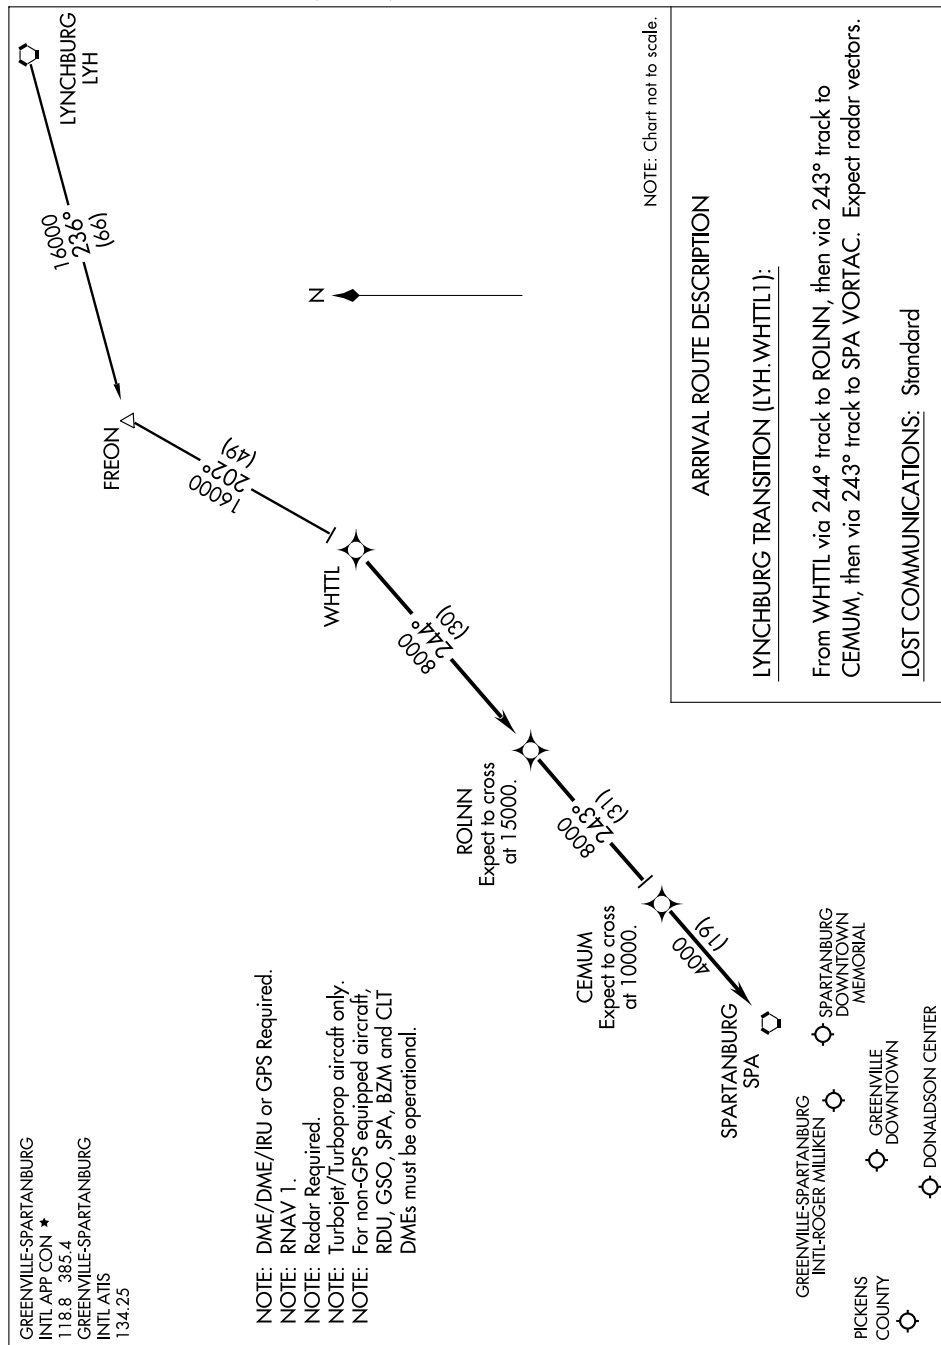 GREENVILLE-SPARTANBURG
INTL APP CON ★
118.8 385.4
GREENVILLE-SPARTANBURG
INTL ATIS
134.25
LYNCHBURG
LYH
16000
236°
(66)
FREON
16000
202°
(49)
N
WHTTL
8000
244°
(30)
ROLNN
Expect to cross
at 15000.
8000
243°
(31)
CEMUM
Expect to cross
at 10000.
4000
(19)
SPARTANBURG
SPA
NOTE: DME/DME/IRU or GPS Required.
NOTE: RNAV 1.
NOTE: Radar Required.
NOTE: Turbojet/Turboprop aircaft only.
NOTE: For non-GPS equipped aircraft,
RDU, GSO, SPA, BZM and CLT
DMEs must be operational.
SPARTANBURG
DOWNTOWN
MEMORIAL
GREENVILLE-SPARTANBURG
INTL-ROGER MILLIKEN
GREENVILLE
DOWNTOWN
DONALDSON CENTER
PICKENS
COUNTY
NOTE: Chart not to scale.
ARRIVAL ROUTE DESCRIPTION
LYNCHBURG TRANSITION (LYH.WHTTL1):
From WHTTL via 244° track to ROLNN, then via 243° track to
CEMUM, then via 243° track to SPA VORTAC. Expect radar vectors.
LOST COMMUNICATIONS: Standard